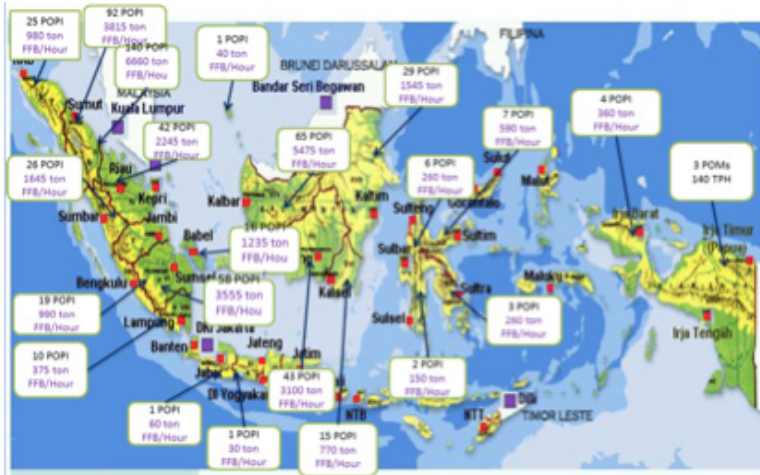 25 POPI
980 ton
FFB/Hour
92 POPI
3815 ton
FFB/Hour
140 POPI
6660 ton
FFB/Hou
1 POPI
40 ton
FFB/Hour
FILIPINA
BRUNEI DARUSSALAM
Bandar Seri Begawan
29 POPI
1545 ton
FFB/Hour
MALAYSIA
Kuala Lumpur
Sumut
42 POPI
2245 ton
FFB/Hour
65 POPI
5475 ton
FFB/Hour
7 POPI
590 ton
FFB/Hour
4 POPI
360 ton
FFB/Hour
3 POMs
140 TPH
26 POPI
1645 ton
FFB/Hour
Riau
Kepri
6 POPI
260 ton
FFB/Hour
Sulut
Gorontalo
Kalbar
Kaltim
Sulteng
Sumbar
Jambi
Babel
16 POPI
1235 ton
FFB/Hou
Sulbar
Sultim
Irja Barat
Irja Timur
(Papua)
Bengkulu
Sumsel
58 POPI
3555 ton
FFB/Hou
Kalsel
Sultra
Maluku
19 POPI
990 ton
FFB/Hour
Lampung
DKI Jakarta
Sulsel
3 POPI
260 ton
FFB/Hour
Irja Tengah
10 POPI
375 ton
FFB/Hour
Banten
Jabar
Jateng
Jatim
DI Yogyakarta
43 POPI
3100 ton
FFB/Hour
2 POPI
150 ton
FFB/Hour
1 POPI
60 ton
FFB/Hour
1 POPI
30 ton
FFB/Hour
15 POPI
770 ton
FFB/Hour
NTB
NTT
Dili
TIMOR LESTE